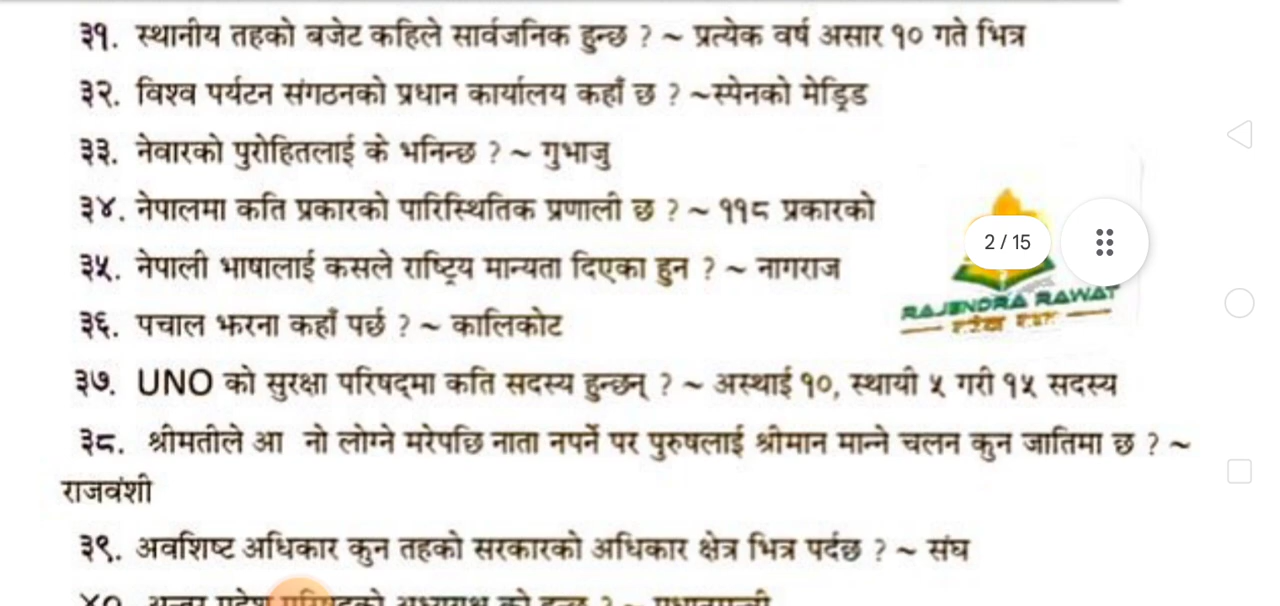 ३१. स्थानीय तहको बजेट कहिले सार्वजनिक हुन्छ ? ~ प्रत्येक वर्ष असार १० गते भित्र
३२. विश्व पर्यटन संगठनको प्रधान कार्यालय कहाँ छ ? ~स्पेनको मेड्रिड
३३. नेवारको पुरोहितलाई के भनिन्छ ? ~ गुभाजु
३४. नेपालमा कति प्रकारको पारिस्थितिक प्रणाली छ ? ~ ११८ प्रकारको
2 / 15
३५. नेपाली भाषालाई कसले राष्ट्रिय मान्यता दिएका हुन ? ~ नागराज
RAJENDRA RAWAT
३६. पचाल झरना कहाँ पर्छ ? ~ कालिकोट
३७. UNO को सुरक्षा परिषद्मा कति सदस्य हुन्छन् ? ~ अस्थाई १०, स्थायी ५ गरी १५ सदस्य
३८. श्रीमतीले आ नो लोग्ने मरेपछि नाता नपर्ने पर पुरुषलाई श्रीमान मान्ने चलन कुन जातिमा छ ? ~
राजवंशी
३९. अवशिष्ट अधिकार कुन तहको सरकारको अधिकार क्षेत्र भित्र पर्दछ ? ~ संघ